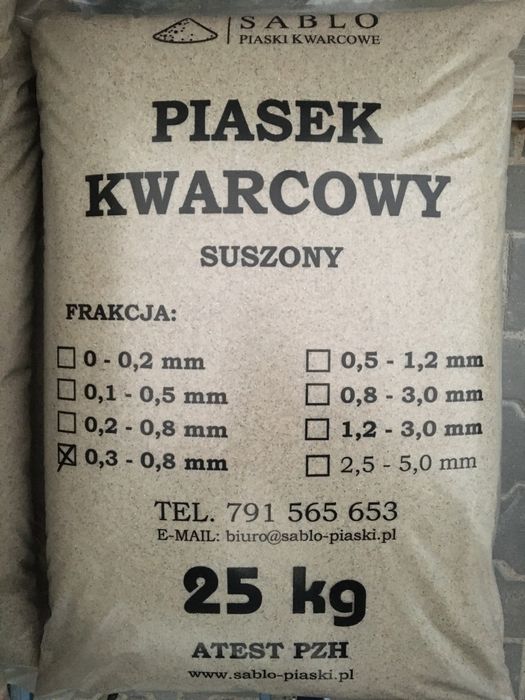 SABLO
PIASKI KWARCOWE
PIASEK
KWARCOWY
SUSZONY
FRAKCJA:
0 - 0,2 mm
0,1 - 0,5 mm
0,2 - 0,8 mm
0,3 - 0,8 mm
0,5 - 1,2 mm
0,8 - 3,0 mm
1,2 - 3,0 mm
2,5 - 5,0 mm
TEL. 791 565 653
E-MAIL: biuro@sablo-piaski.pl
25 kg
ATEST PZH
www.sablo-piaski.pl